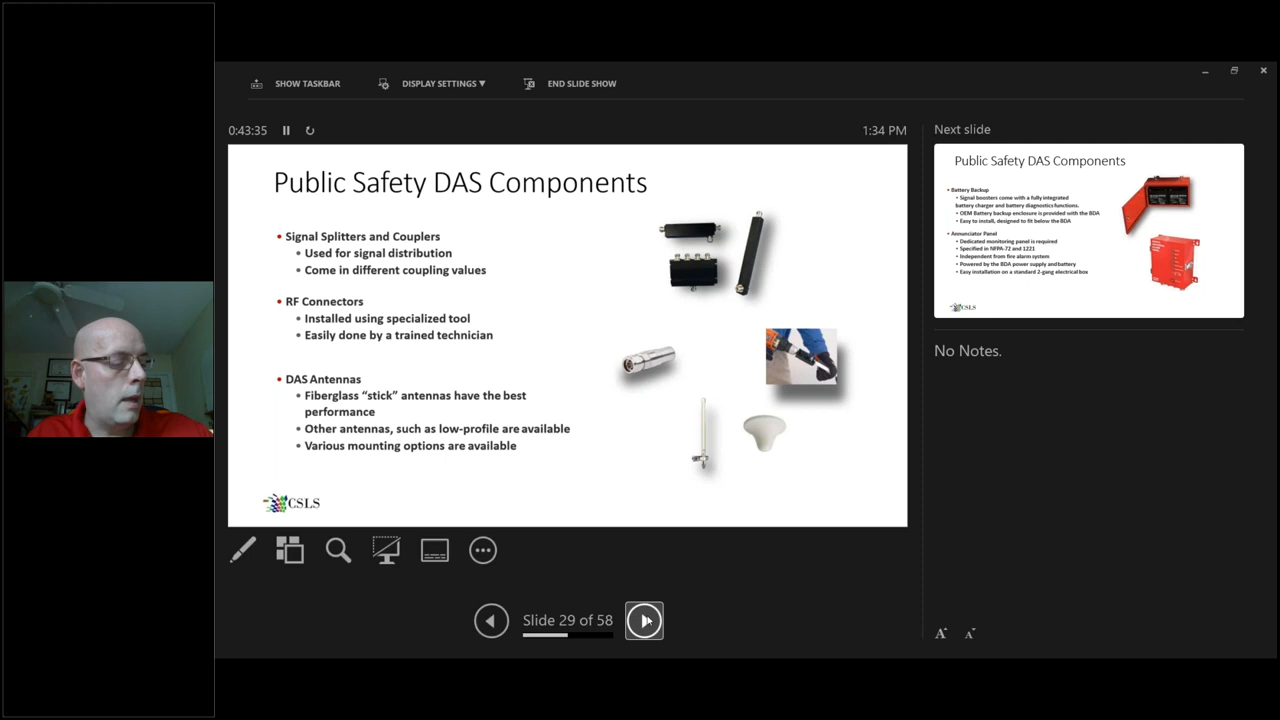 SHOW TASKBAR
DISPLAY SETTINGS ▼
END SLIDE SHOW
0:43:35
1:34 PM
Public Safety DAS Components
• Signal Splitters and Couplers
• Used for signal distribution
• Come in different coupling values
• RF Connectors
• Installed using specialized tool
• Easily done by a trained technician
• DAS Antennas
• Fiberglass “stick” antennas have the best
performance
• Other antennas, such as low-profile are available
• Various mounting options are available
CSLS
Slide 29 of 58
Next slide
Public Safety DAS Components
• Battery Backup
• Signal boosters come with a fully integrated
battery charger and battery diagnostics functions.
• OEM Battery backup enclosure is provided with the BDA
• Easy to install, designed to fit below the BDA
• Annunciator Panel
• Dedicated monitoring panel is required
• Specified in NFPA-72 and 1221
• Independent from fire alarm system
• Powered by the BDA power supply and battery
• Easy installation on a standard 2-gang electrical box
CSLS
No Notes.
A A